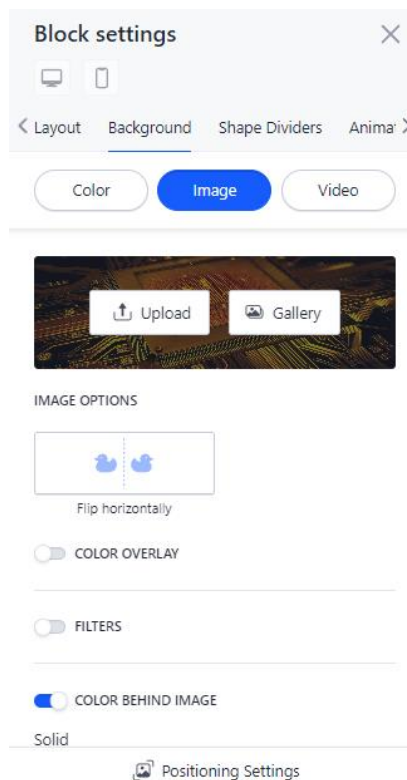 Block settings
Layout Background Shape Dividers
Color Image Video
Upload Gallery
IMAGE OPTIONS
Flip horizontally
COLOR OVERLAY
FILTERS
COLOR BEHIND IMAGE
Solid
Positioning Settings